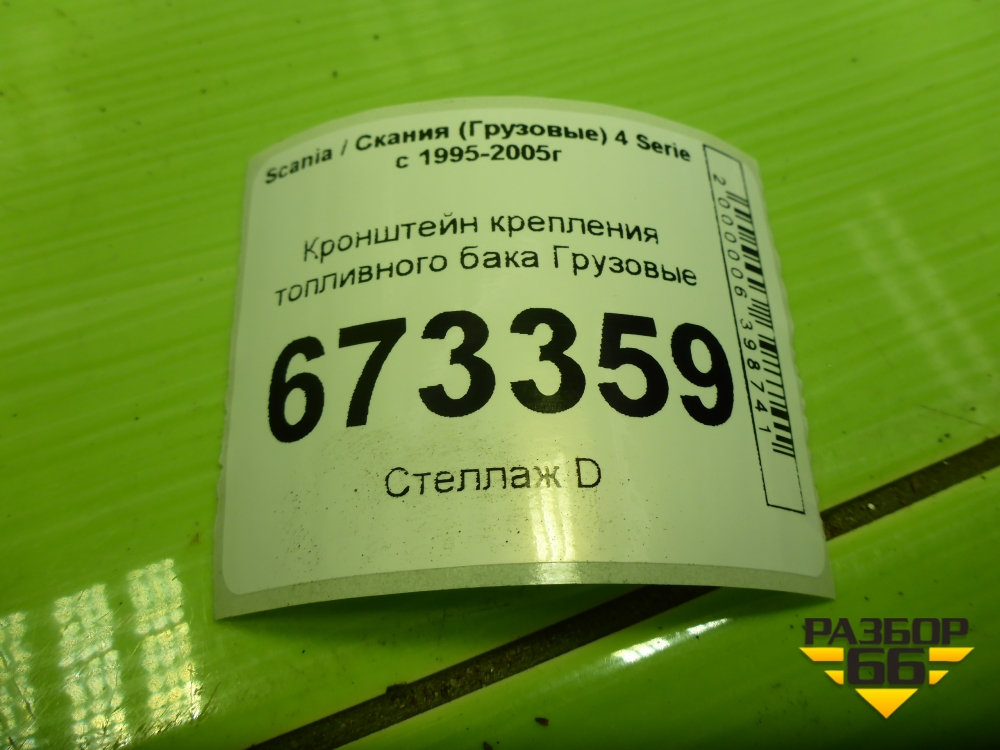 Scania / Скания (Грузовые) 4 Serie
с 1995-2005г
Кронштейн крепления
топливного бака Грузовые
673359
Стеллаж D
2000006398741
РАЗБОР
66